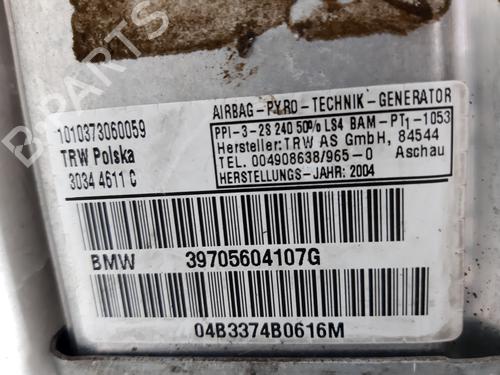 AIRBAG-PYRO-TECHNIK-GENERATOR
1010373060059
TRW Polska
3034 4611 C
PPI-3-2S 240 50% LS4 BAM-PT1-1053
Hersteller:TRW AS GmbH, 84544
TEL. 004908638/965-0 Aschau
HERSTELLUNGS-JAHR: 2004
BMW 39705604107G
04B3374B0616M